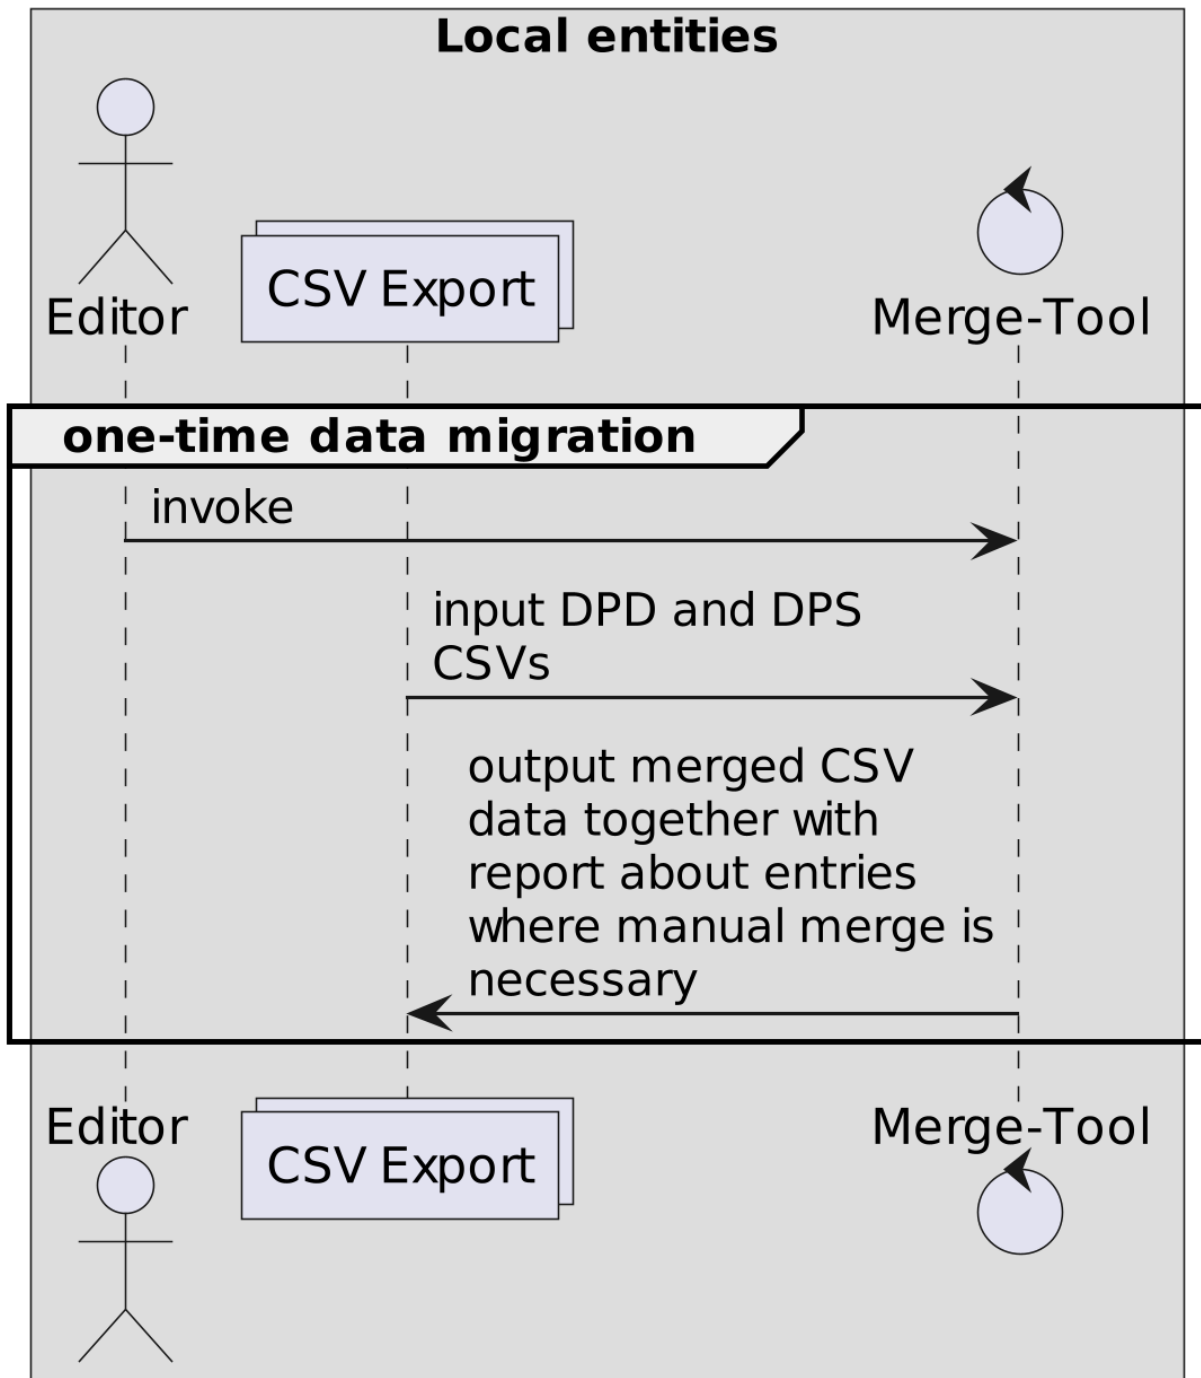 Local entities
Editor
CSV Export
Merge-Tool
one-time data migration
invoke
input DPD and DPS
CSVs
output merged CSV
data together with
report about entries
where manual merge is
necessary
Editor
CSV Export
Merge-Tool